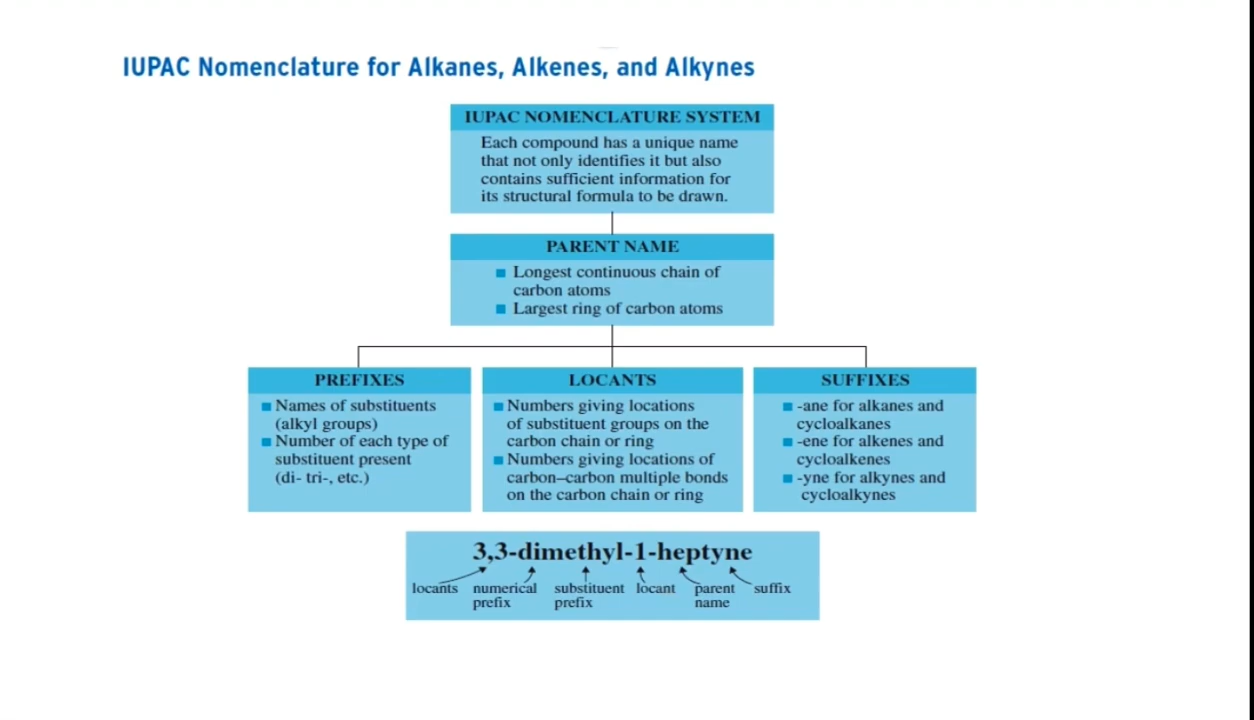 IUPAC Nomenclature for Alkanes, Alkenes, and Alkynes
IUPAC NOMENCLATURE SYSTEM
Each compound has a unique name
that not only identifies it but also
contains sufficient information for
its structural formula to be drawn.
PARENT NAME
■ Longest continuous chain of
carbon atoms
■ Largest ring of carbon atoms
PREFIXES
■ Names of substituents
(alkyl groups)
■ Number of each type of
substituent present
(di- tri-, etc.)
LOCANTS
■ Numbers giving locations
of substituent groups on the
carbon chain or ring
■ Numbers giving locations of
carbon–carbon multiple bonds
on the carbon chain or ring
SUFFIXES
■ -ane for alkanes and
cycloalkanes
■ -ene for alkenes and
cycloalkenes
■ -yne for alkynes and
cycloalkynes
3,3-dimethyl-1-heptyne
locants numerical substituent locant parent suffix
prefix prefix name